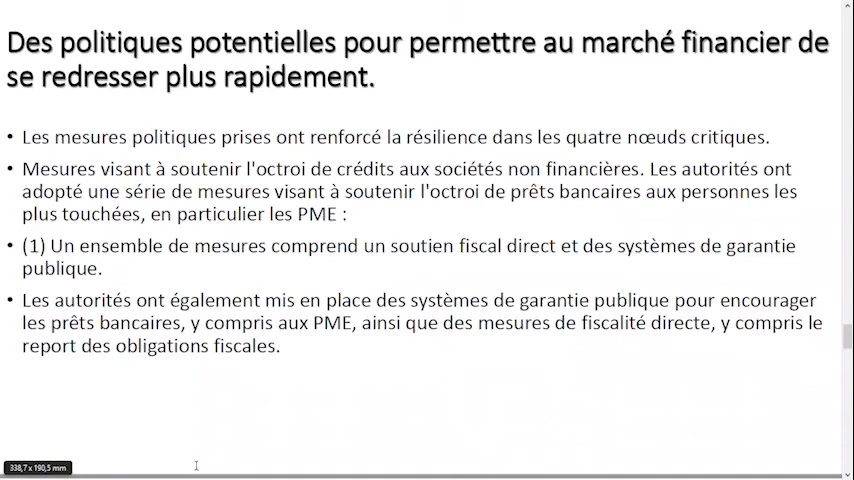 Des politiques potentielles pour permettre au marché financier de
se redresser plus rapidement.
• Les mesures politiques prises ont renforcé la résilience dans les quatre nœuds critiques.
• Mesures visant à soutenir l'octroi de crédits aux sociétés non financières. Les autorités ont
adopté une série de mesures visant à soutenir l'octroi de prêts bancaires aux personnes les
plus touchées, en particulier les PME :
• (1) Un ensemble de mesures comprend un soutien fiscal direct et des systèmes de garantie
publique.
• Les autorités ont également mis en place des systèmes de garantie publique pour encourager
les prêts bancaires, y compris aux PME, ainsi que des mesures de fiscalité directe, y compris le
report des obligations fiscales.
338,7 x 190,5 mm